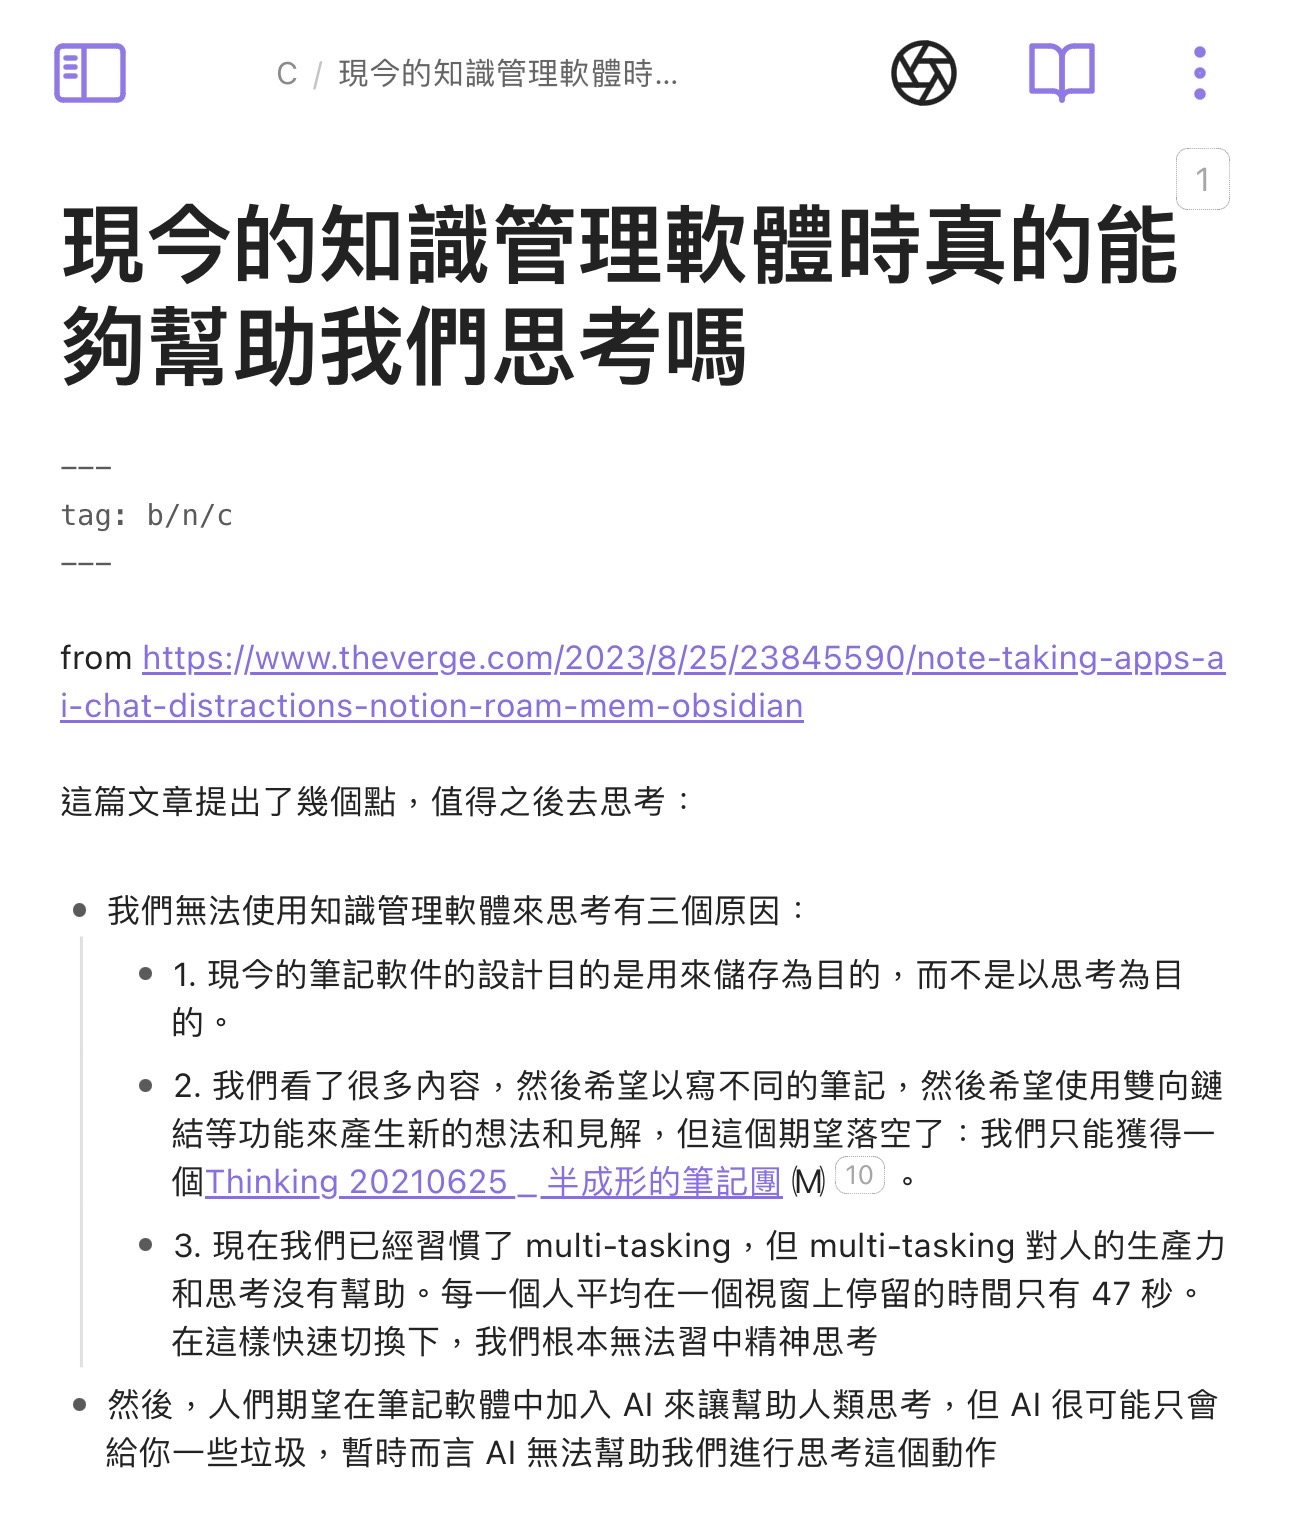 C / 現今的知識管理軟體時...
1
現今的知識管理軟體時真的能
夠幫助我們思考嗎
---
tag: b/n/c
---
from https://www.theverge.com/2023/8/25/23845590/note-taking-apps-a
i-chat-distractions-notion-roam-mem-obsidian
這篇文章提出了幾個點，值得之後去思考：
• 我們無法使用知識管理軟體來思考有三個原因：
• 1. 現今的筆記軟件的設計目的是用來儲存為目的，而不是以思考為目
的。
• 2. 我們看了很多內容，然後希望以寫不同的筆記，然後希望使用雙向鏈
結等功能來產生新的想法和見解，但這個期望落空了：我們只能獲得一
個Thinking 20210625 _ 半成形的筆記團 (M) 10 。
• 3. 現在我們已經習慣了 multi-tasking，但 multi-tasking 對人的生產力
和思考沒有幫助。每一個人平均在一個視窗上停留的時間只有 47 秒。
在這樣快速切換下，我們根本無法習中精神思考
• 然後，人們期望在筆記軟體中加入 AI 來讓幫助人類思考，但 AI 很可能只會
給你一些垃圾，暫時而言 AI 無法幫助我們進行思考這個動作